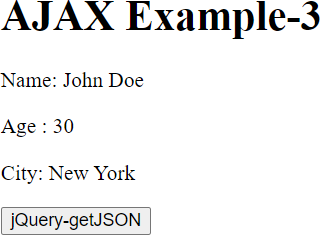 AJAX Example-3
Name: John Doe
Age : 30
City: New York
jQuery-getJSON